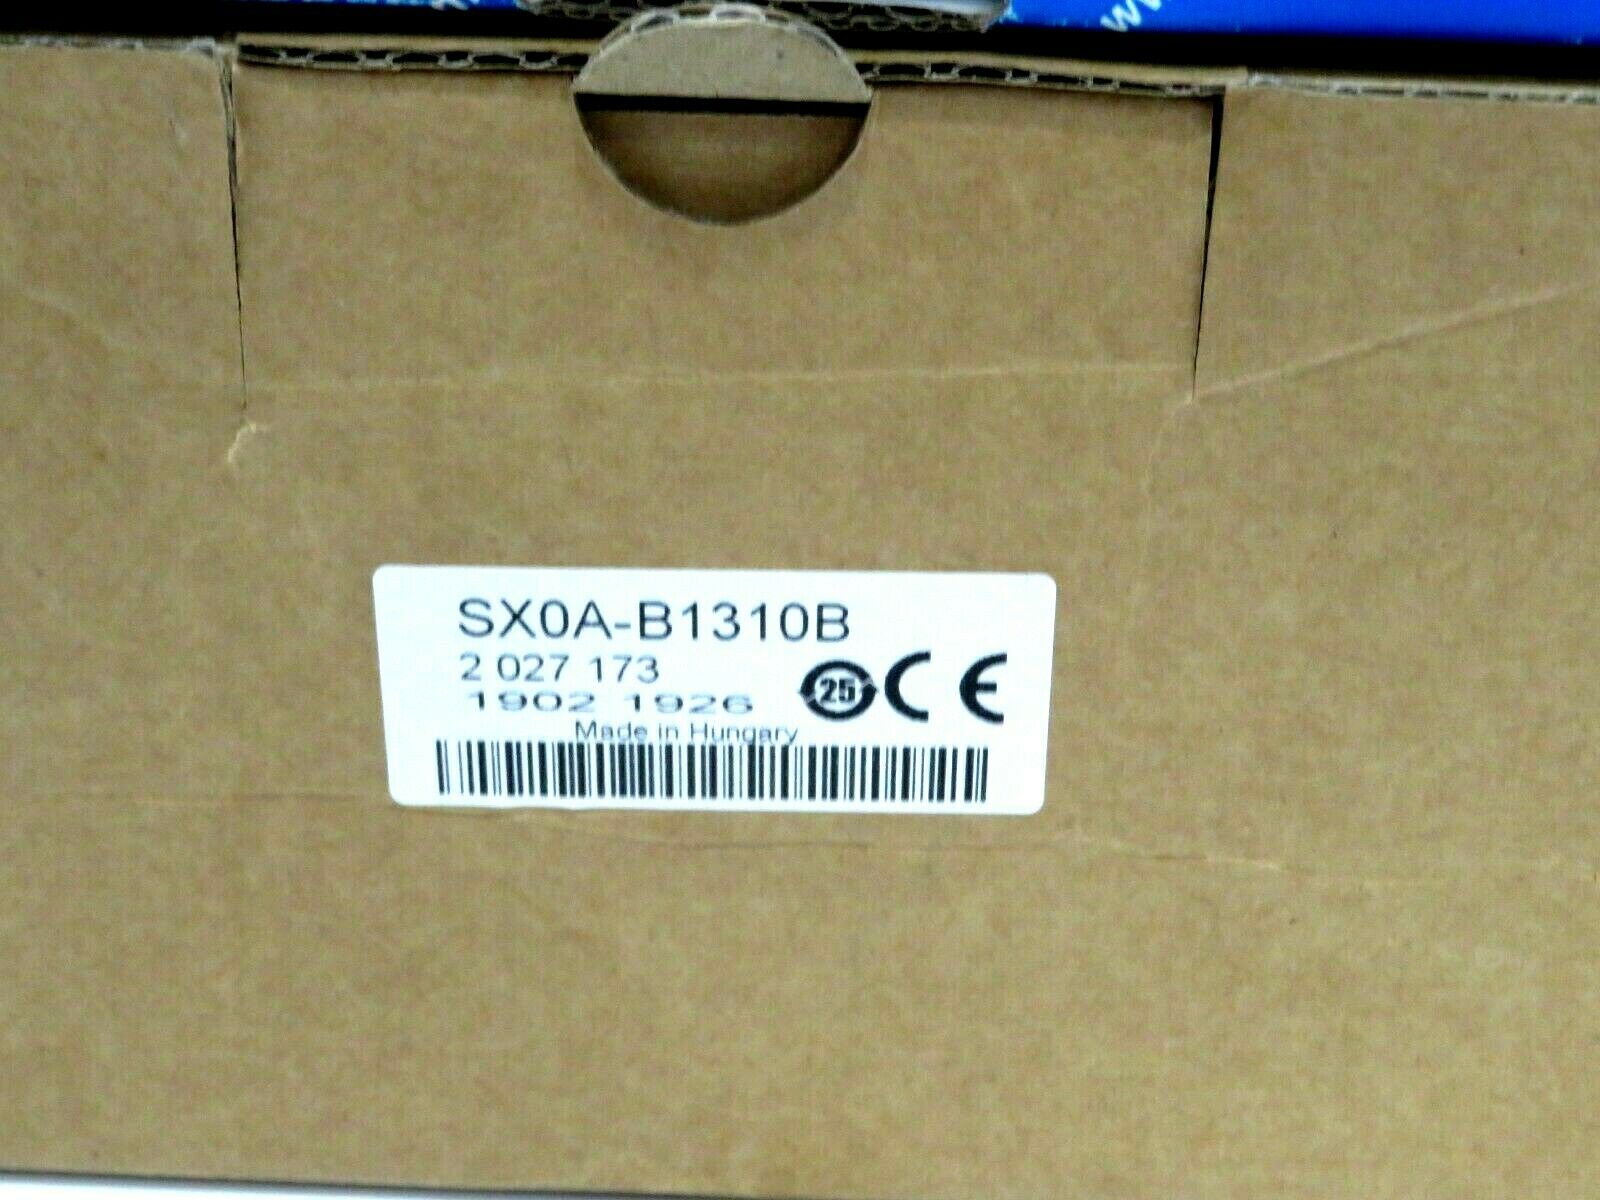 SX0A-B1310B
2 027 173
1902 1926
25
CE
Made in Hungary